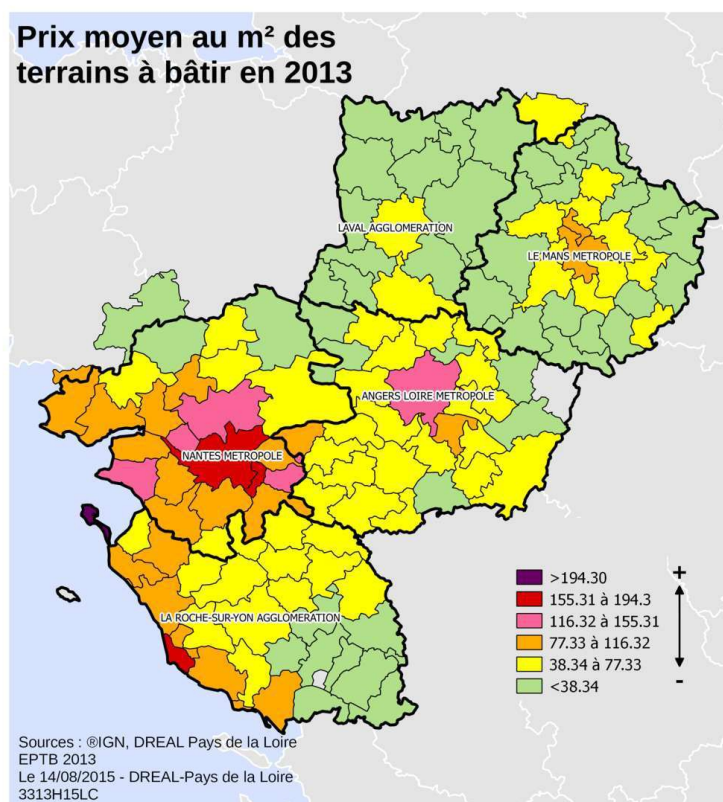 Prix moyen au m² des
terrains à bâtir en 2013
LAVAL AGGLOMERATION
LE MANS METROPOLE
ANGERS LOIRE METROPOLE
NANTES METROPOLE
LA ROCHE-SUR-YON AGGLOMERATION
>194.30
155.31 à 194.3
116.32 à 155.31
77.33 à 116.32
38.34 à 77.33
<38.34
+
-
Sources : ®IGN, DREAL Pays de la Loire
EPTB 2013
Le 14/08/2015 - DREAL-Pays de la Loire
3313H15LC